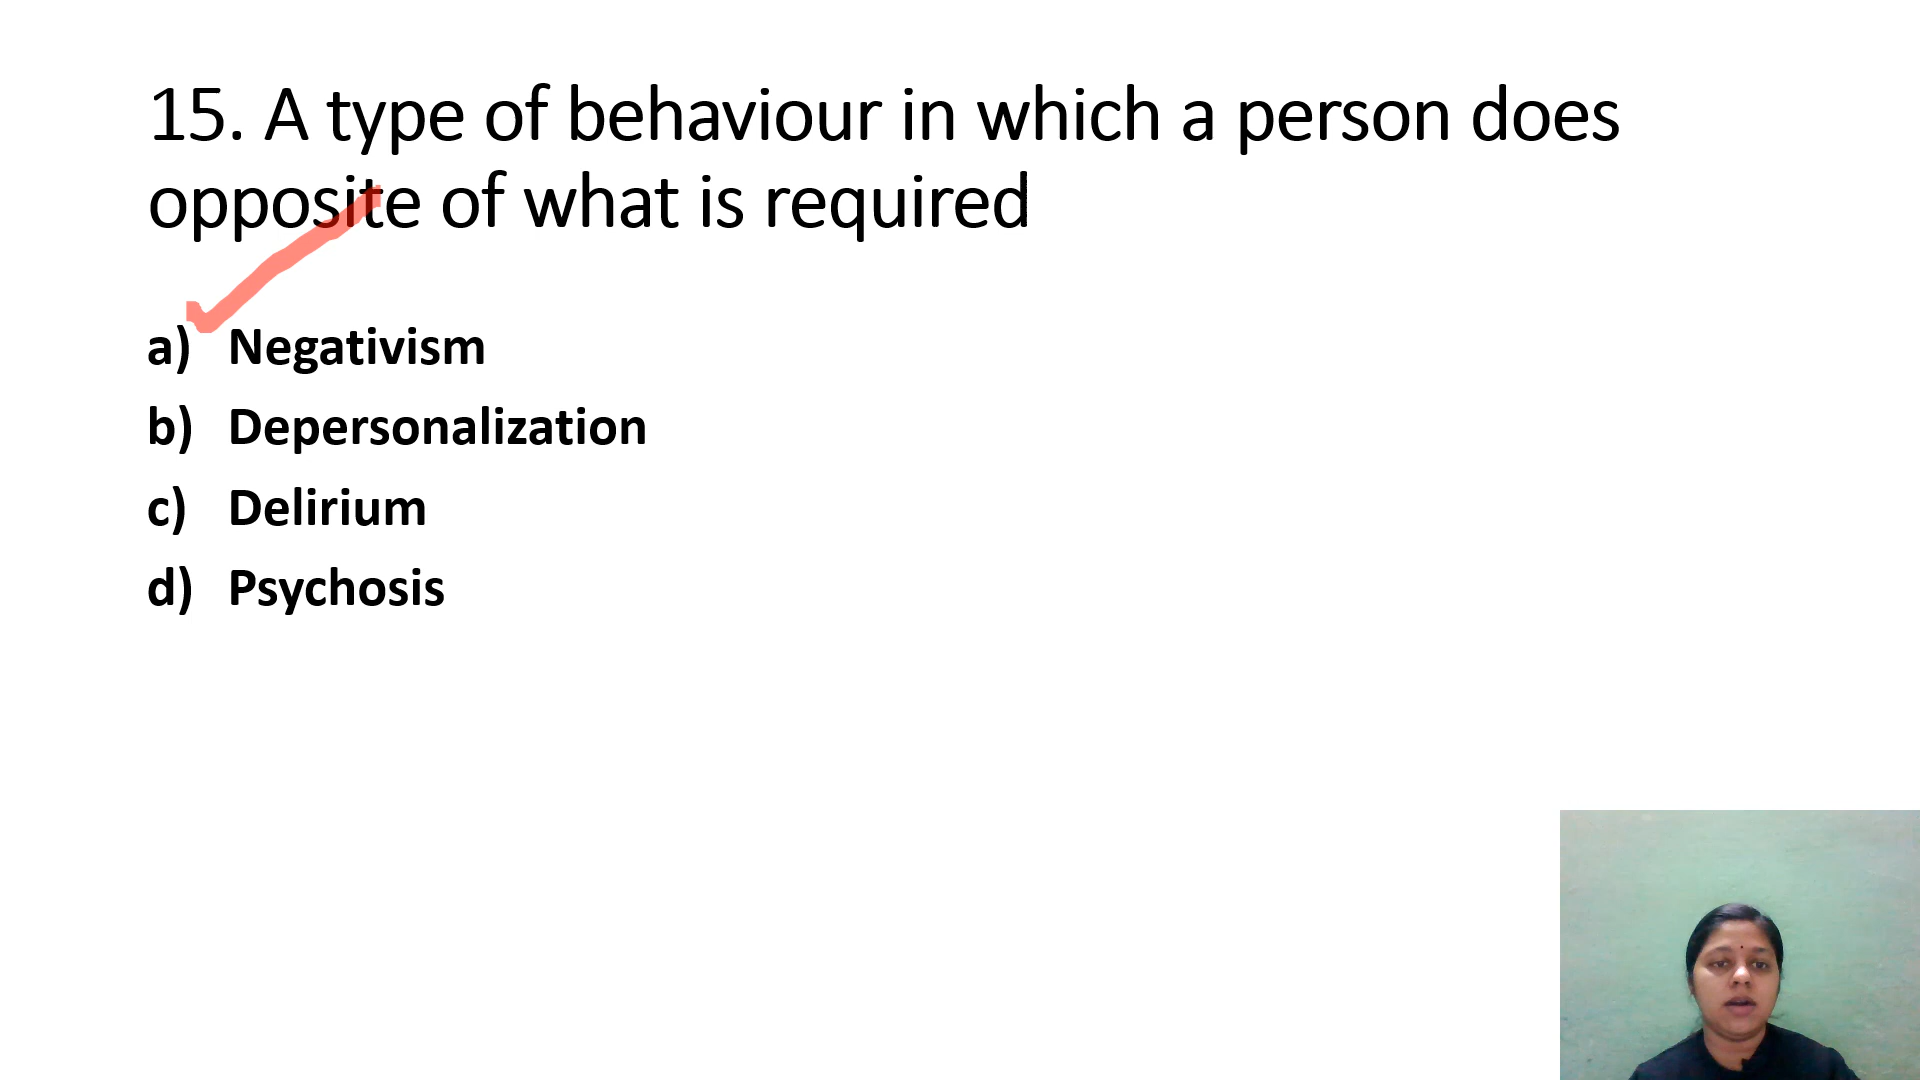 15. A type of behaviour in which a person does
opposite of what is required
a) Negativism
b) Depersonalization
c) Delirium
d) Psychosis